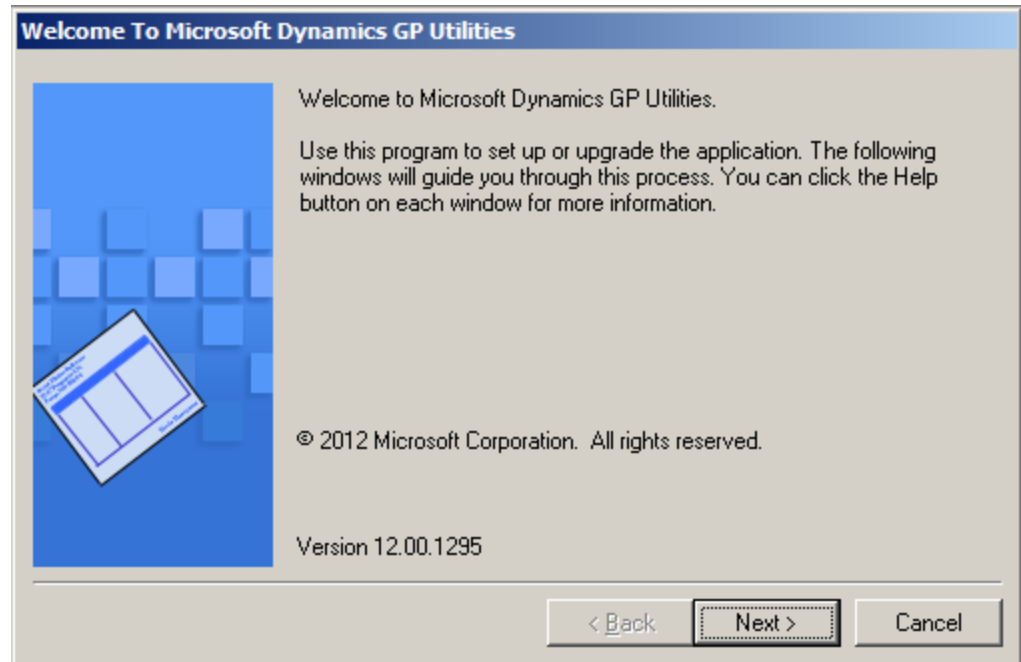 Welcome To Microsoft Dynamics GP Utilities
Welcome to Microsoft Dynamics GP Utilities.
Use this program to set up or upgrade the application. The following
windows will guide you through this process. You can click the Help
button on each window for more information.
© 2012 Microsoft Corporation. All rights reserved.
Version 12.00.1295
< Back
Next >
Cancel